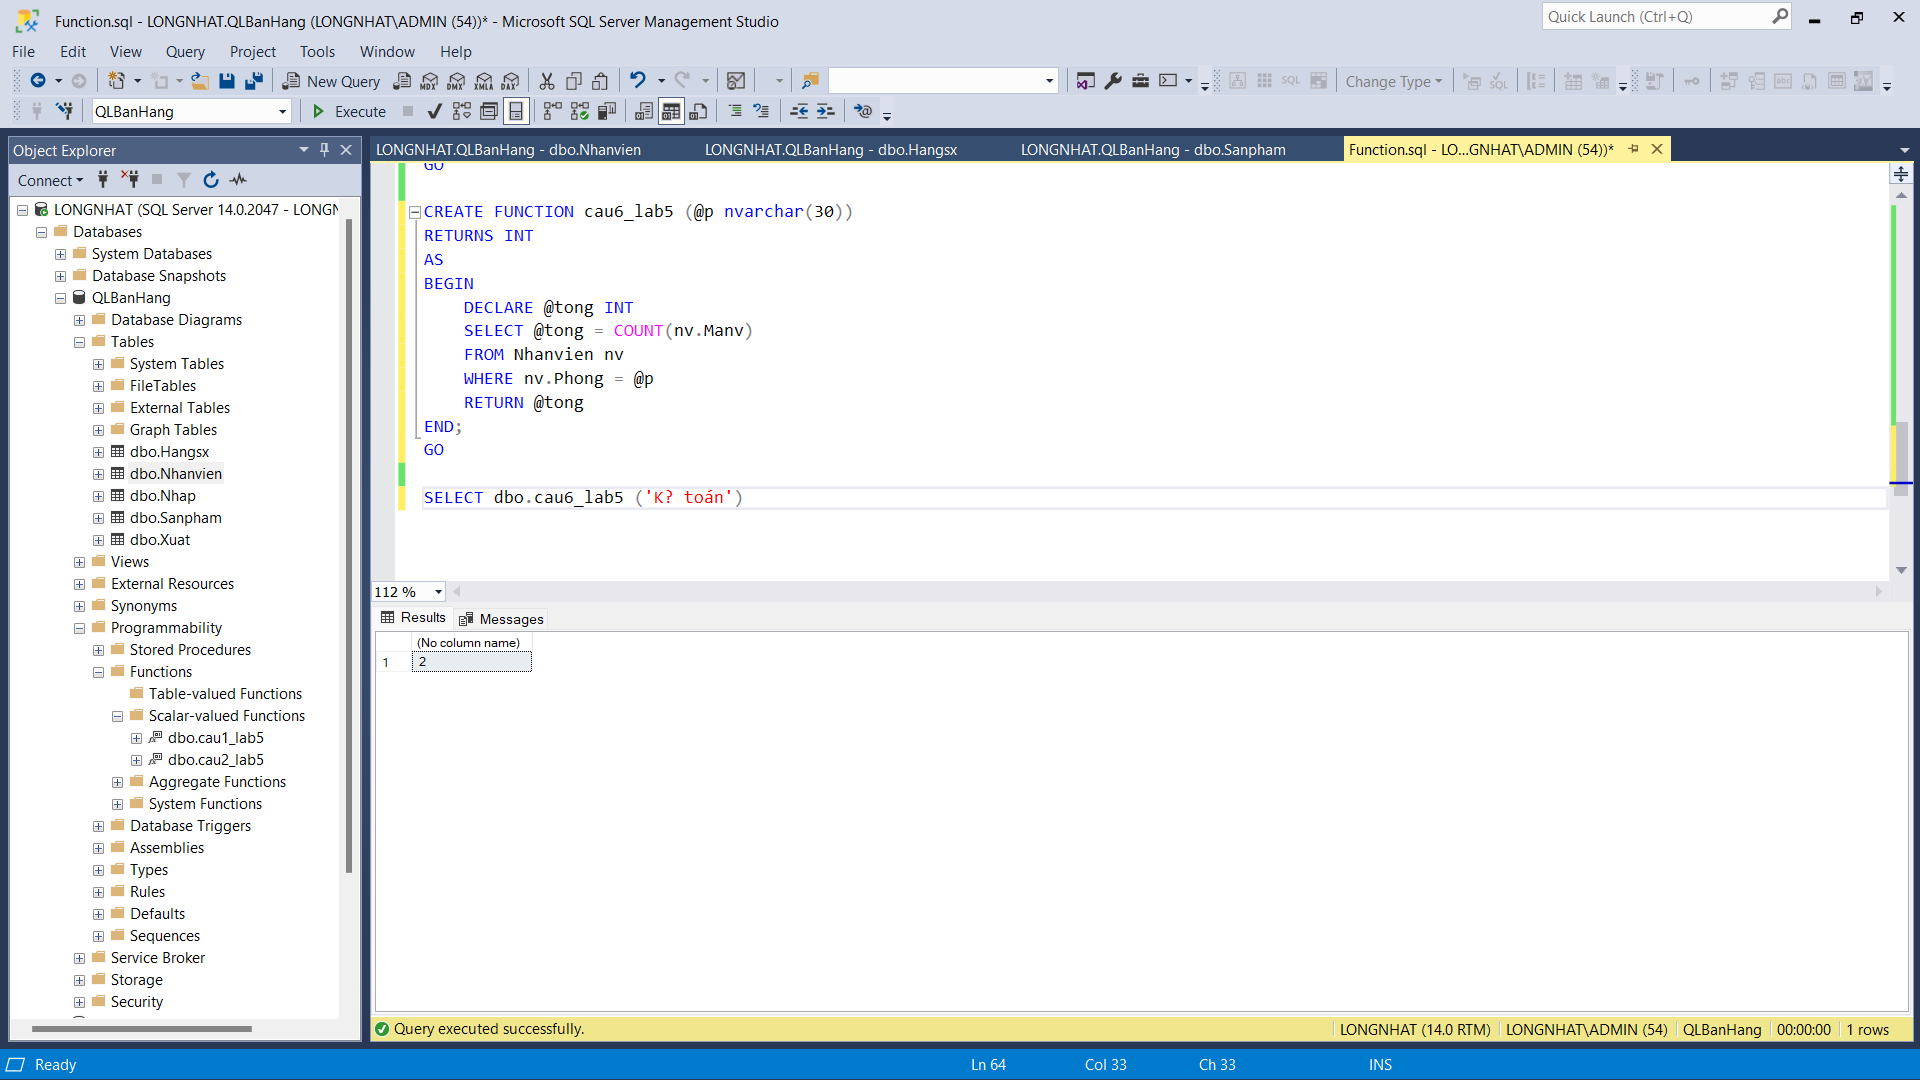 Function.sql - LONGNHAT.QLBanHang (LONGNHAT\ADMIN (54))* - Microsoft SQL Server Management Studio
Quick Launch (Ctrl+Q)
File Edit View Query Project Tools Window Help
New Query
MDX DMX XMLA DAX
SQL
Change Type
QLBanHang
Execute
Object Explorer
LONGNHAT.QLBanHang - dbo.Nhanvien
LONGNHAT.QLBanHang - dbo.Hangsx
LONGNHAT.QLBanHang - dbo.Sanpham
Function.sql - LO...GNHAT\ADMIN (54))*
Connect
LONGNHAT (SQL Server 14.0.2047 - LONGN
Databases
System Databases
Database Snapshots
QLBanHang
Database Diagrams
Tables
System Tables
FileTables
External Tables
Graph Tables
dbo.Hangsx
dbo.Nhanvien
dbo.Nhap
dbo.Sanpham
dbo.Xuat
Views
External Resources
Synonyms
Programmability
Stored Procedures
Functions
Table-valued Functions
Scalar-valued Functions
dbo.cau1_lab5
dbo.cau2_lab5
Aggregate Functions
System Functions
Database Triggers
Assemblies
Types
Rules
Defaults
Sequences
Service Broker
Storage
Security
GO
CREATE FUNCTION cau6_lab5 (@p nvarchar(30))
RETURNS INT
AS
BEGIN
DECLARE @tong INT
SELECT @tong = COUNT(nv.Manv)
FROM Nhanvien nv
WHERE nv.Phong = @p
RETURN @tong
END;
GO
SELECT dbo.cau6_lab5 ('K? toán')
112 %
Results Messages
(No column name)
1 2
Query executed successfully.
LONGNHAT (14.0 RTM) LONGNHAT\ADMIN (54) QLBanHang 00:00:00 1 rows
Ready
Ln 64 Col 33 Ch 33 INS